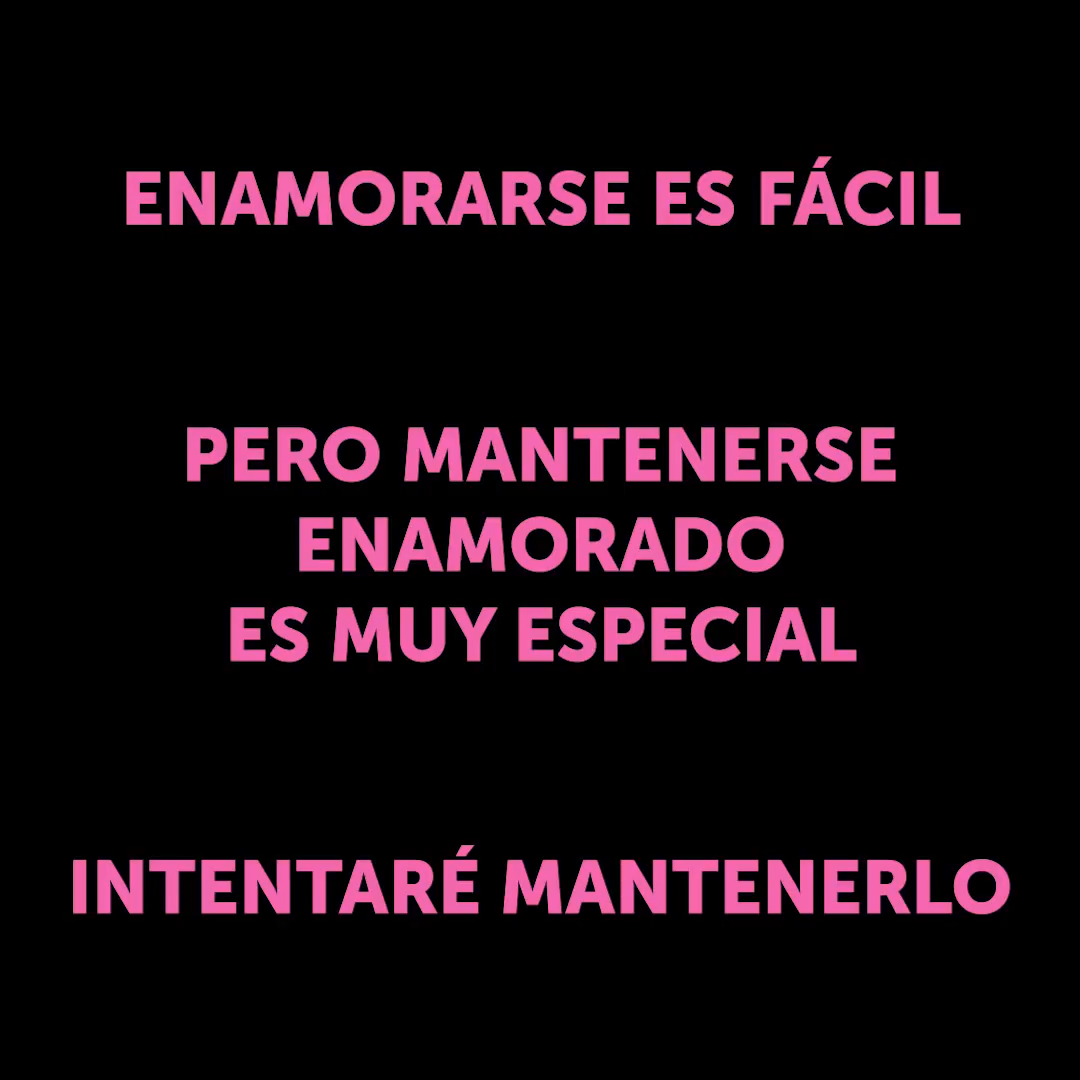 ENAMORARSE ES FÁCIL
PERO MANTENERSE
ENAMORADO
ES MUY ESPECIAL
INTENTARÉ MANTENERLO